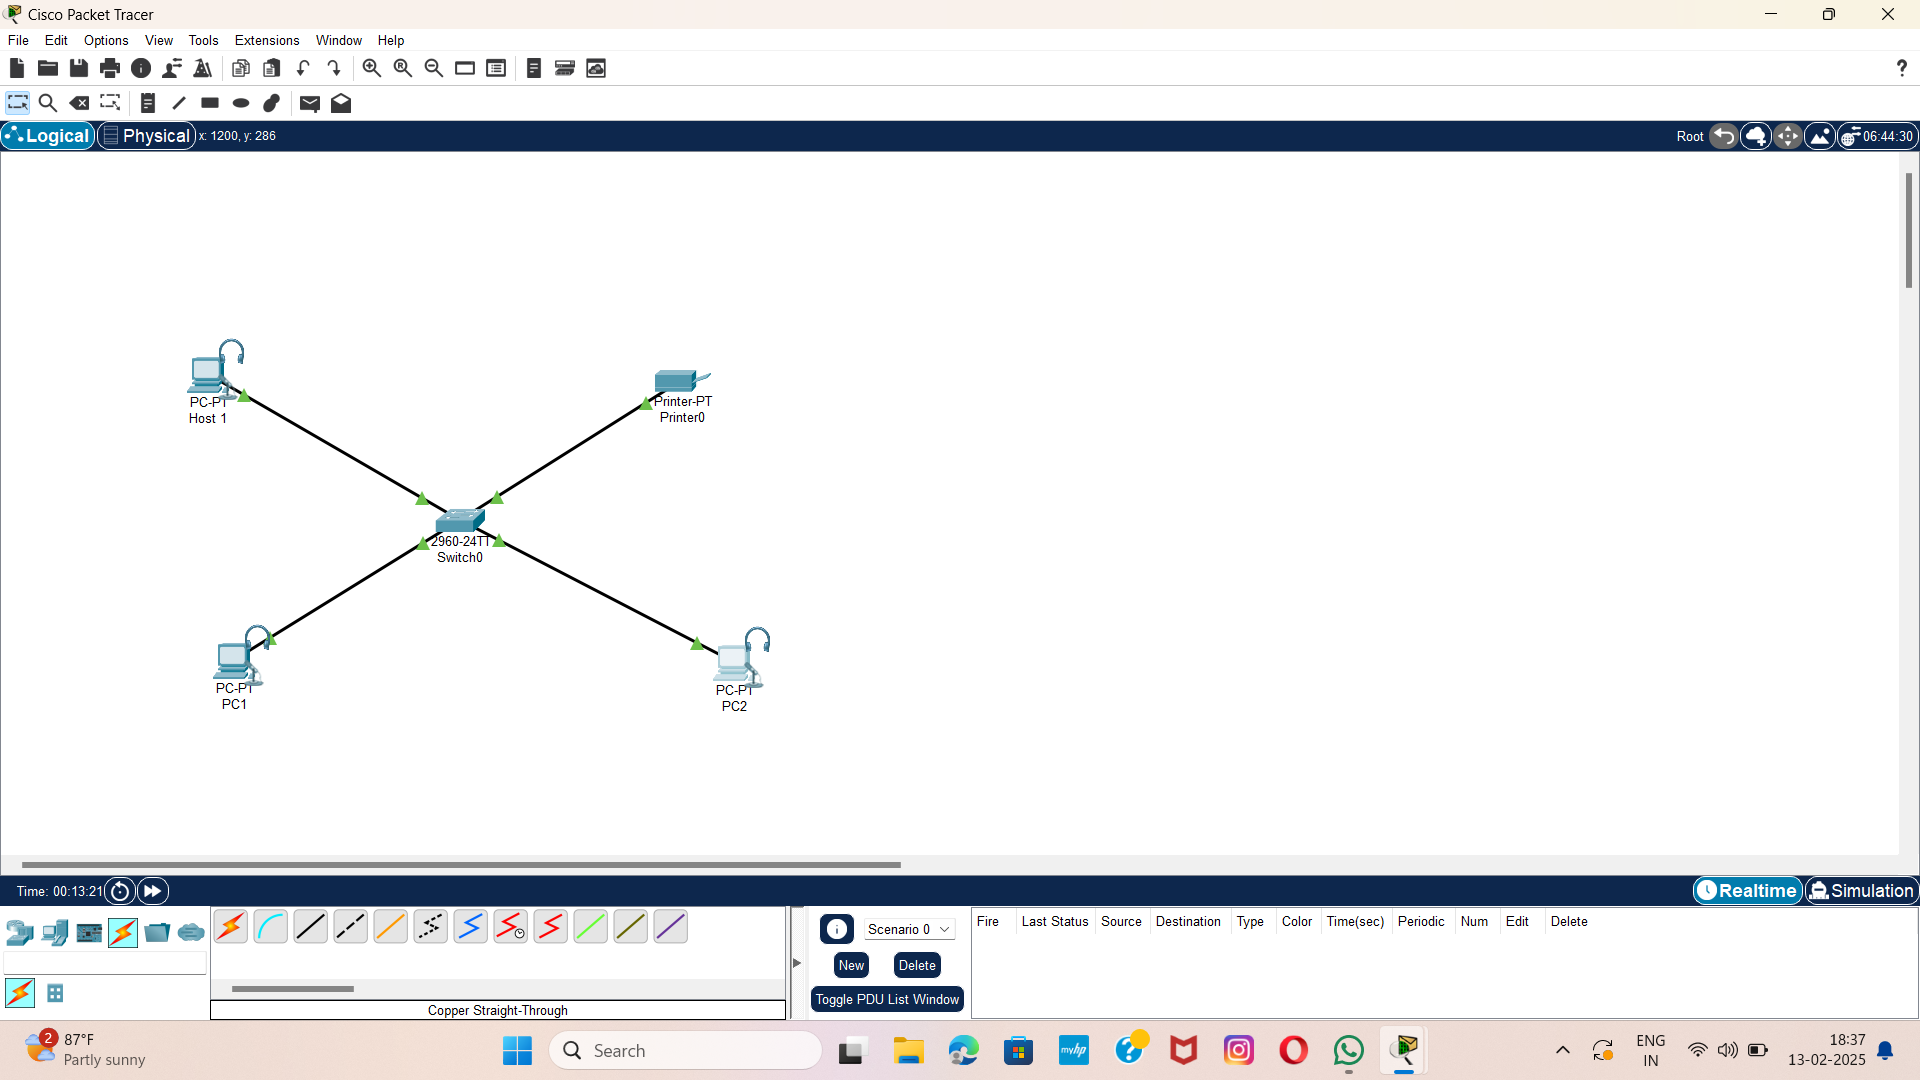 Cisco Packet Tracer
File Edit Options View Tools Extensions Window Help
?
Logical Physical x: 1200, y: 286 Root 06:44:30
PC-PT
Host 1
Printer-PT
Printer0
2960-24TT
Switch0
PC-PT
PC1
PC-PT
PC2
Time: 00:13:21 Realtime Simulation
Scenario 0
New Delete
Toggle PDU List Window
Fire Last Status Source Destination Type Color Time(sec) Periodic Num Edit Delete
Copper Straight-Through
2
87°F
Partly sunny
Search
myhp
ENG
IN
18:37
13-02-2025